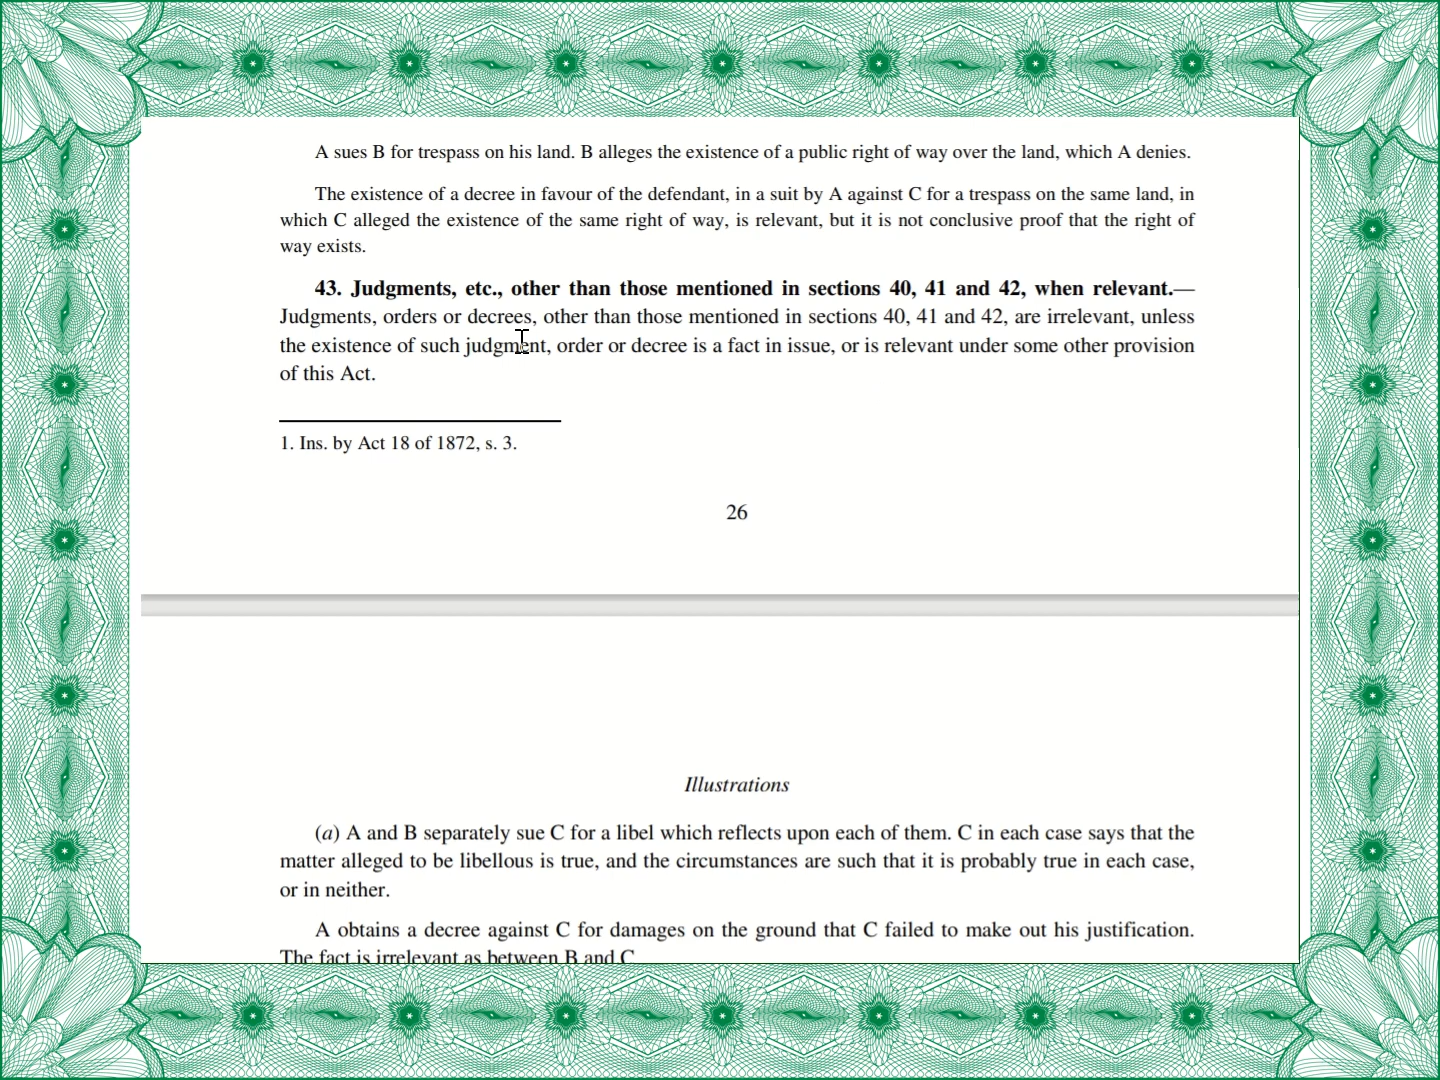 A sues B for trespass on his land. B alleges the existence of a public right of way over the land, which A denies.
The existence of a decree in favour of the defendant, in a suit by A against C for a trespass on the same land, in
which C alleged the existence of the same right of way, is relevant, but it is not conclusive proof that the right of
way exists.
43. Judgments, etc., other than those mentioned in sections 40, 41 and 42, when relevant.—
Judgments, orders or decrees, other than those mentioned in sections 40, 41 and 42, are irrelevant, unless
the existence of such judgment, order or decree is a fact in issue, or is relevant under some other provision
of this Act.
1. Ins. by Act 18 of 1872, s. 3.
26
Illustrations
(a) A and B separately sue C for a libel which reflects upon each of them. C in each case says that the
matter alleged to be libellous is true, and the circumstances are such that it is probably true in each case,
or in neither.
A obtains a decree against C for damages on the ground that C failed to make out his justification.
The fact is irrelevant as between B and C